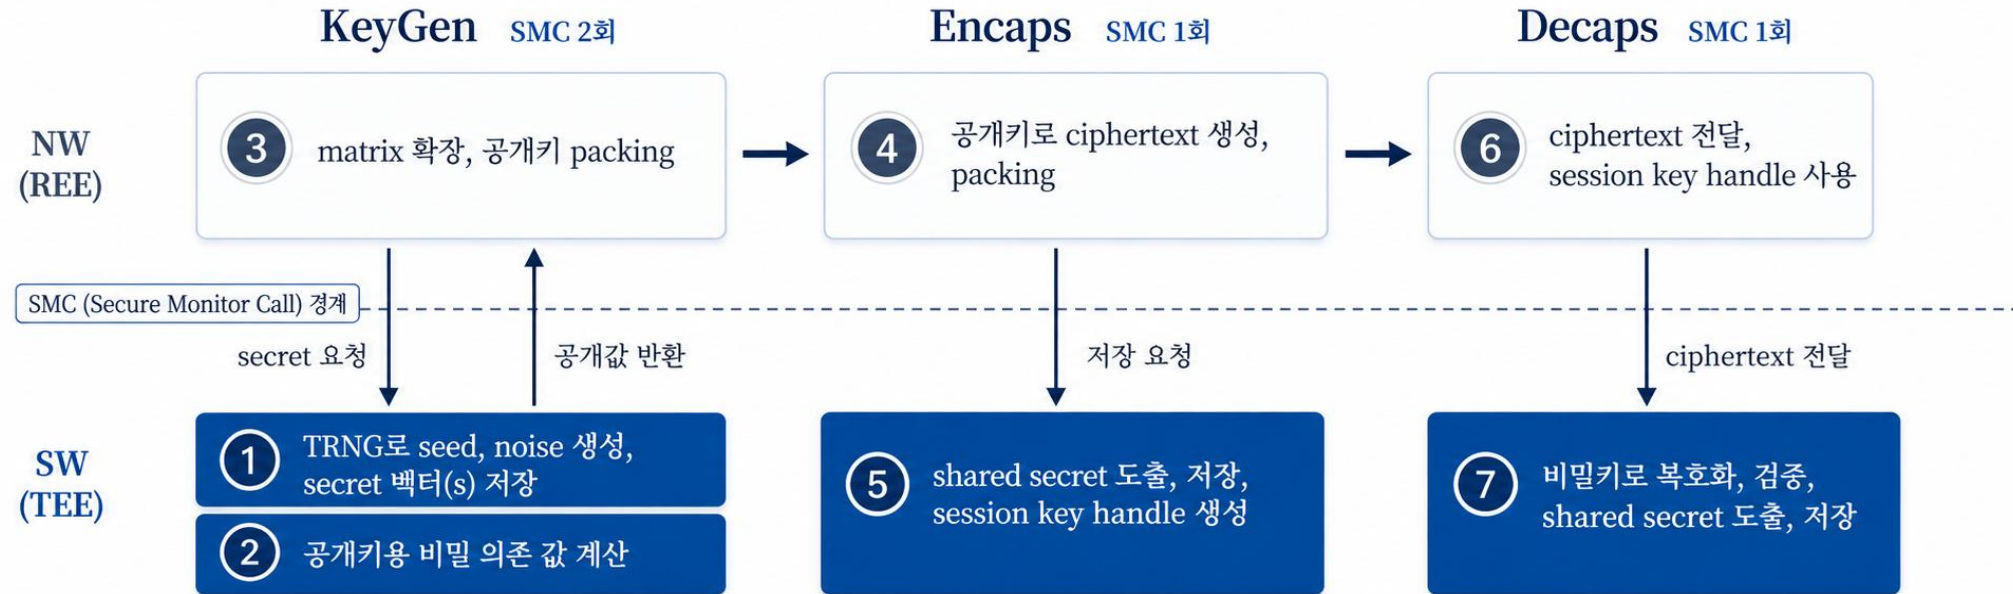 KeyGen SMC 2회
Encaps SMC 1회
Decaps SMC 1회
NW
(REE)
3
matrix 확장, 공개키 packing
4
공개키로 ciphertext 생성,
packing
6
ciphertext 전달,
session key handle 사용
SMC (Secure Monitor Call) 경계
secret 요청
공개값 반환
저장 요청
ciphertext 전달
SW
(TEE)
1
TRNG로 seed, noise 생성,
secret 벡터(s) 저장
2
공개키용 비밀 의존 값 계산
5
shared secret 도출, 저장,
session key handle 생성
7
비밀키로 복호화, 검증,
shared secret 도출, 저장